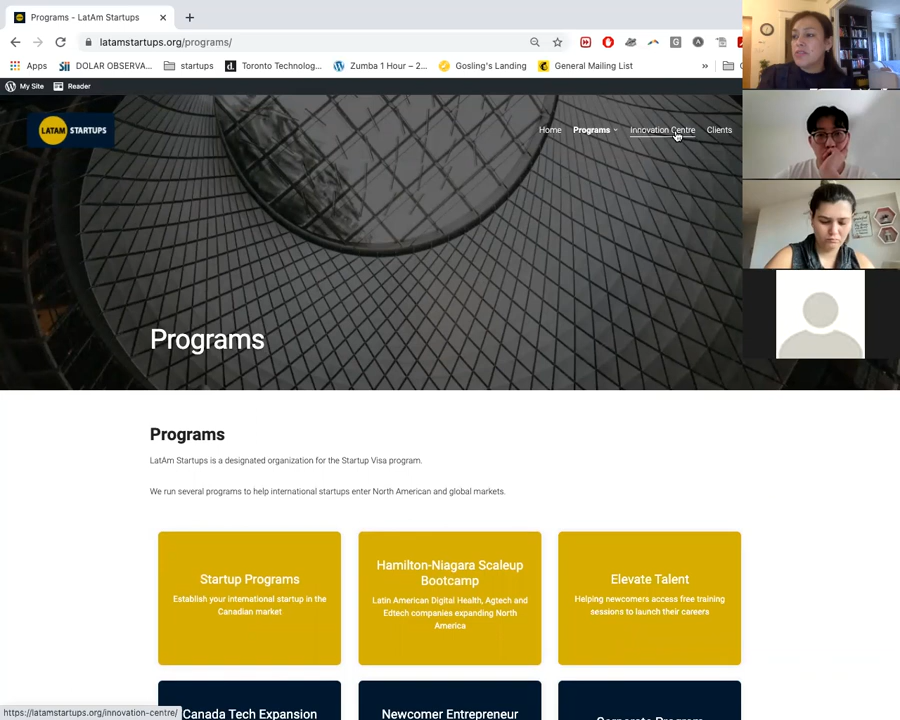 Programs - LatAm Startups
latamstartups.org/programs/
Apps
DOLAR OBSERVA...
startups
Toronto Technolog...
Zumba 1 Hour – 2...
Gosling's Landing
General Mailing List
»
My Site
Reader
LATAM STARTUPS
Home
Programs
Innovation Centre
Clients
Programs
Programs
LatAm Startups is a designated organization for the Startup Visa program.
We run several programs to help international startups enter North American and global markets.
Startup Programs
Establish your international startup in the
Canadian market
Hamilton-Niagara Scaleup
Bootcamp
Latin American Digital Health, Agtech and
Edtech companies expanding North
America
Elevate Talent
Helping newcomers access free training
sessions to launch their careers
Canada Tech Expansion
Newcomer Entrepreneur
Corporate Program
https://latamstartups.org/innovation-centre/